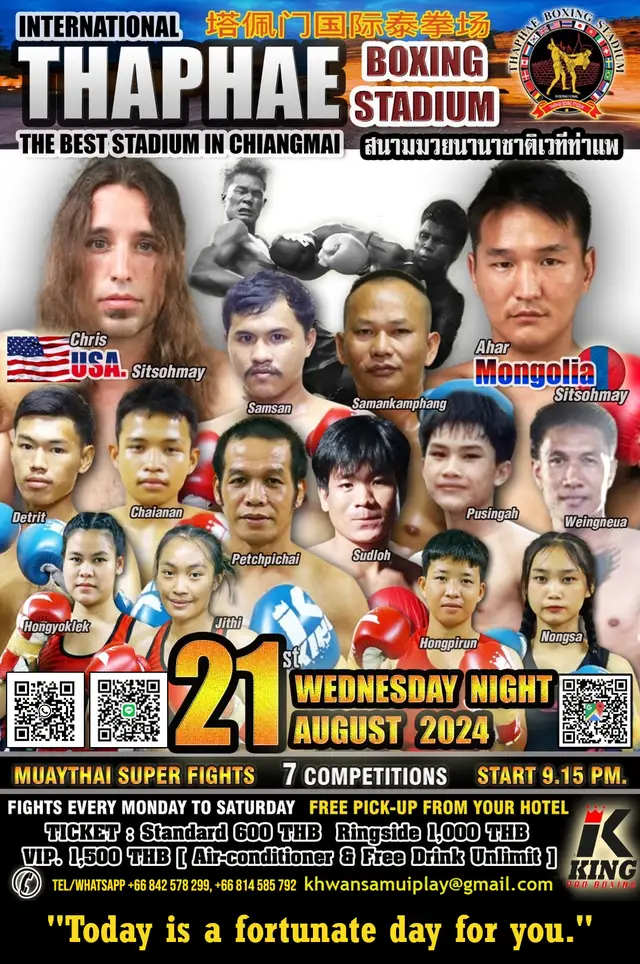 INTERNATIONAL
塔佩门国际泰拳场
THAPHAE
BOXING
STADIUM
THAPHAE BOXING STADIUM
THE BEST STADIUM IN CHIANGMAI
สนามมวยนานาชาติเวทีท่าแพ
Chris
USA. Sitsohmay
Ahar
Mongolia
Sitsohmay
Samsan
Samankamphang
Detrit
Chaianan
Petchpichai
Sudloh
Pusingah
Weingneua
Hongyoklek
Jithi
Hongpirun
Nongsa
21st
WEDNESDAY NIGHT
AUGUST 2024
MUAYTHAI SUPER FIGHTS 7 COMPETITIONS START 9.15 PM.
FIGHTS EVERY MONDAY TO SATURDAY FREE PICK-UP FROM YOUR HOTEL
TICKET : Standard 600 THB Ringside 1,000 THB
VIP. 1,500 THB [ Air-conditioner & Free Drink Unlimit ]
TEL/WHATSAPP +66 842 578 299, +66 814 585 792 khwansamuiplay@gmail.com
K
KING
PRO BOXING
"Today is a fortunate day for you."